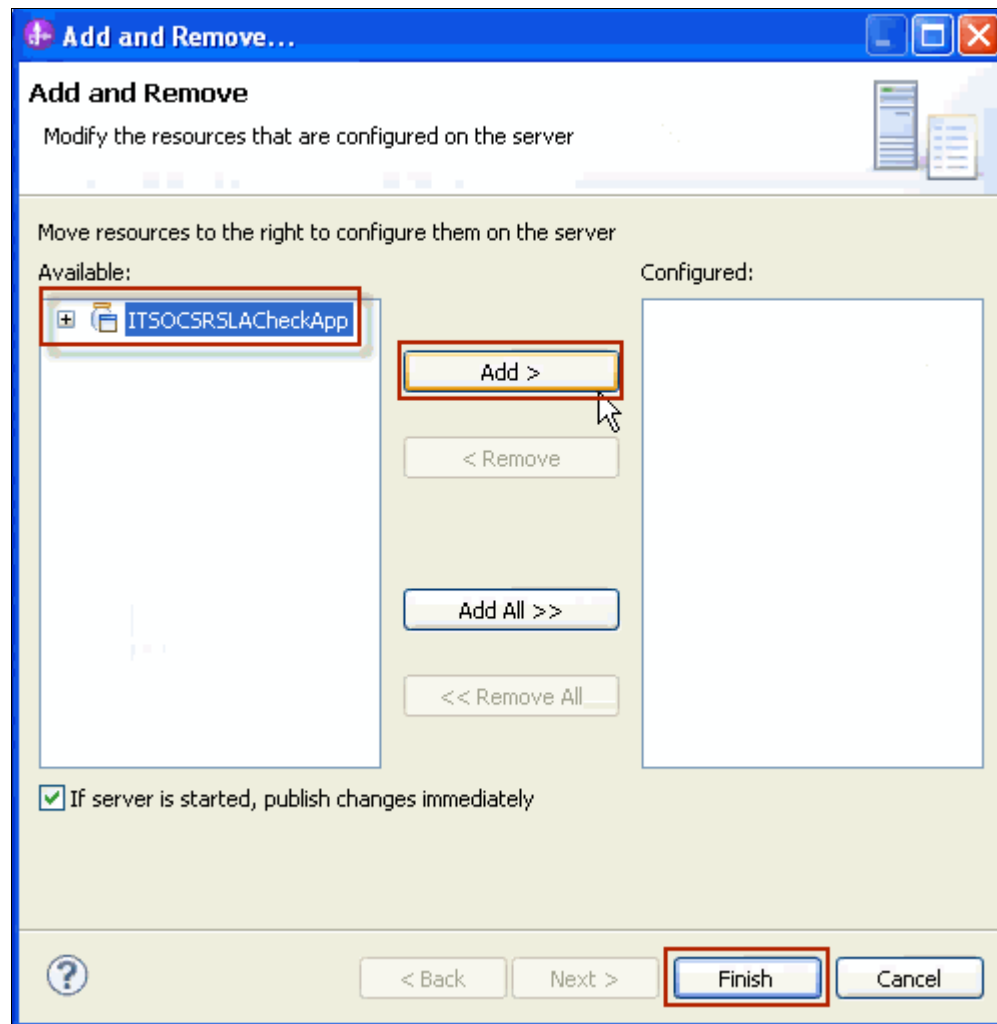 Add and Remove...
Add and Remove
Modify the resources that are configured on the server
Move resources to the right to configure them on the server
Available:
Configured:
ITSOCSRSLACheckApp
Add >
< Remove
Add All >>
<< Remove All
If server is started, publish changes immediately
?
< Back
Next >
Finish
Cancel